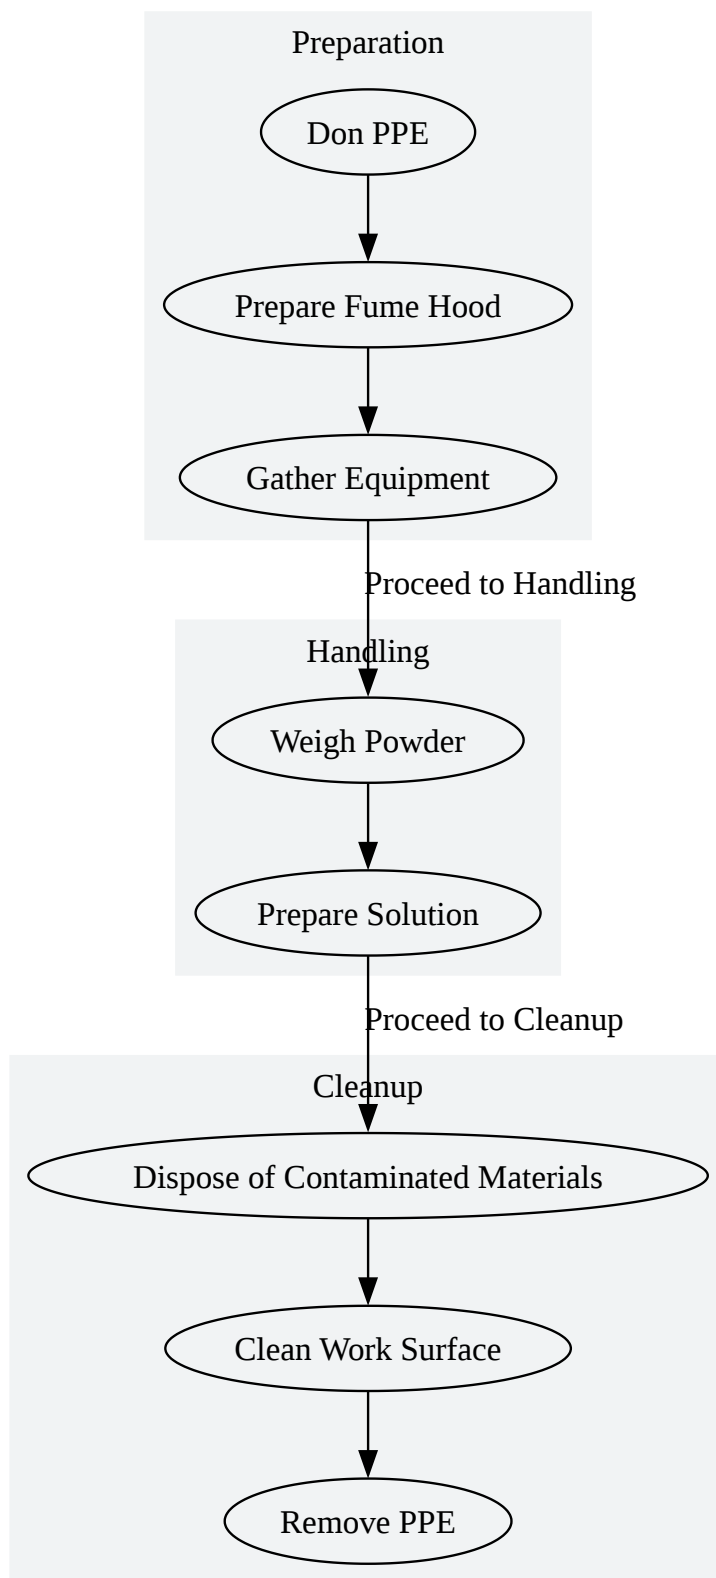 Preparation
Don PPE
Prepare Fume Hood
Gather Equipment
Proceed to Handling
Handling
Weigh Powder
Prepare Solution
Proceed to Cleanup
Cleanup
Dispose of Contaminated Materials
Clean Work Surface
Remove PPE